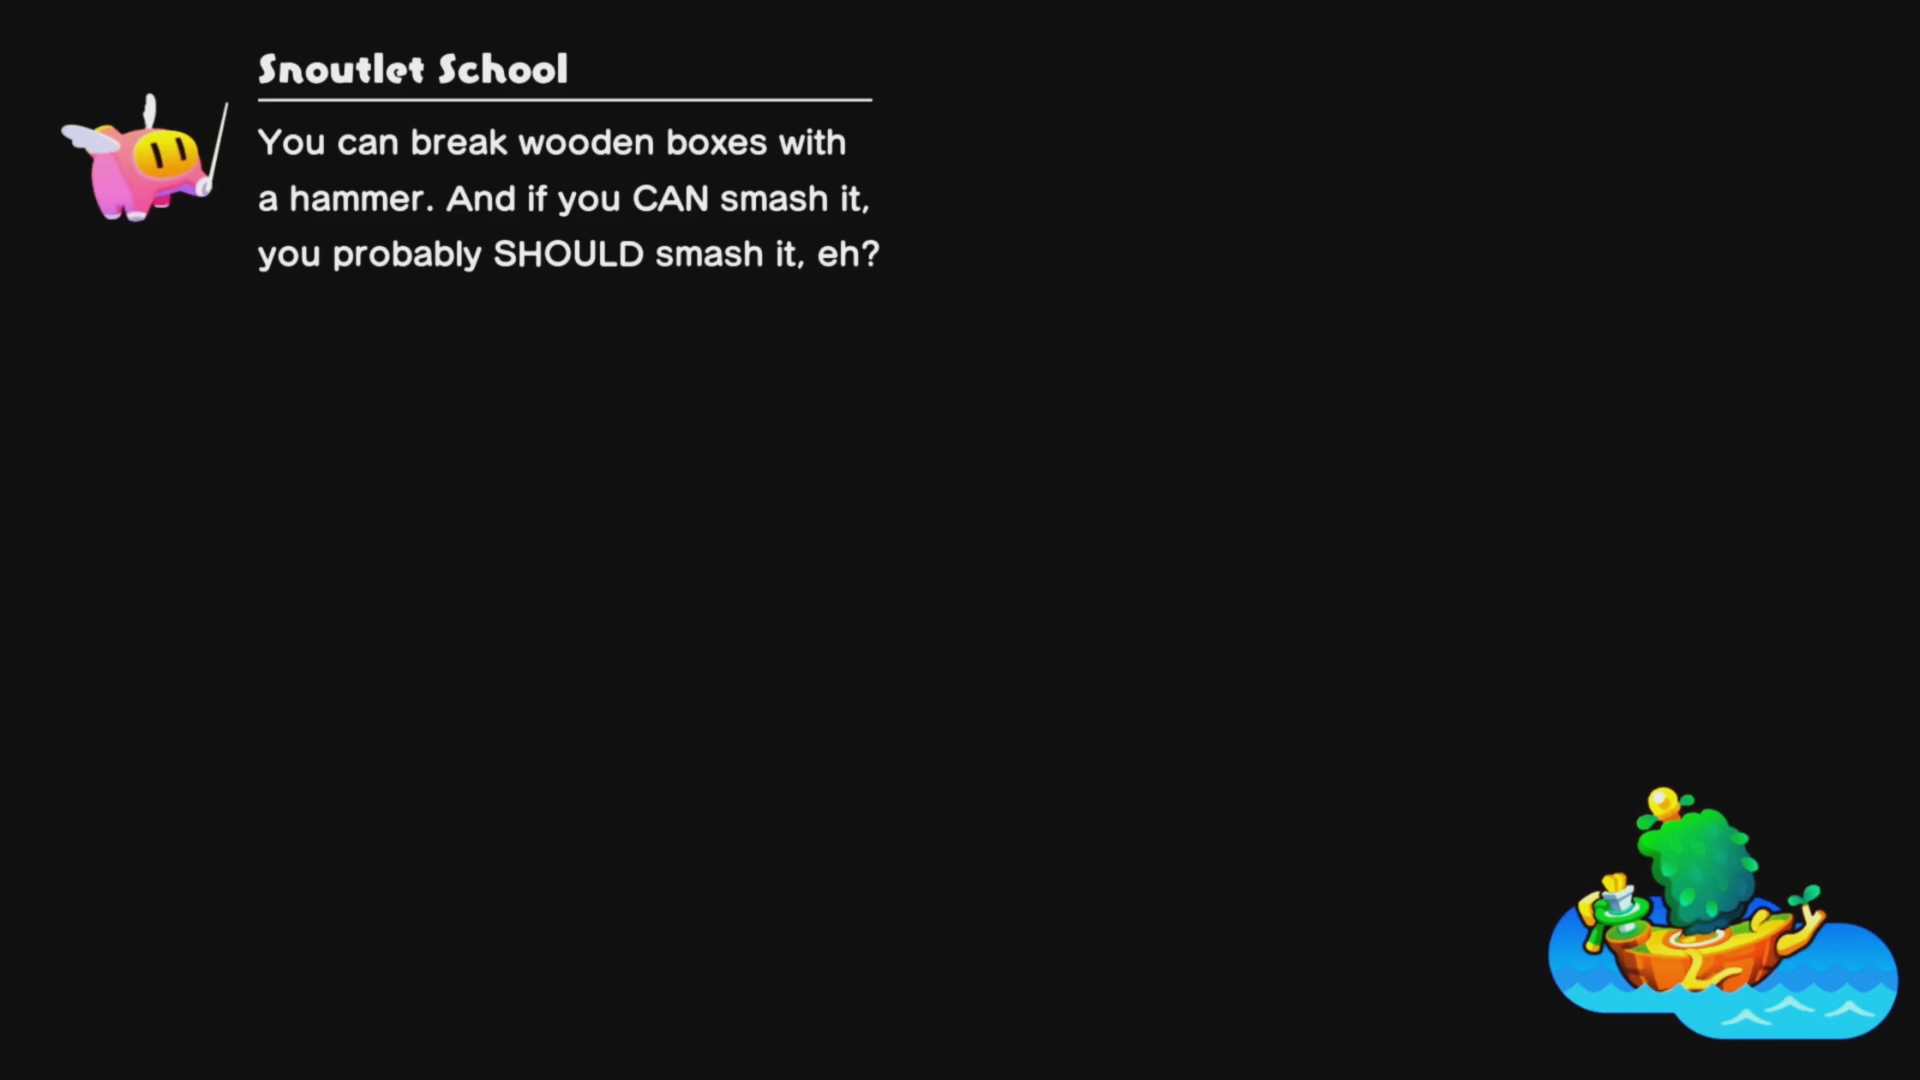 Snoutlet School
You can break wooden boxes with
a hammer. And if you CAN smash it,
you probably SHOULD smash it, eh?